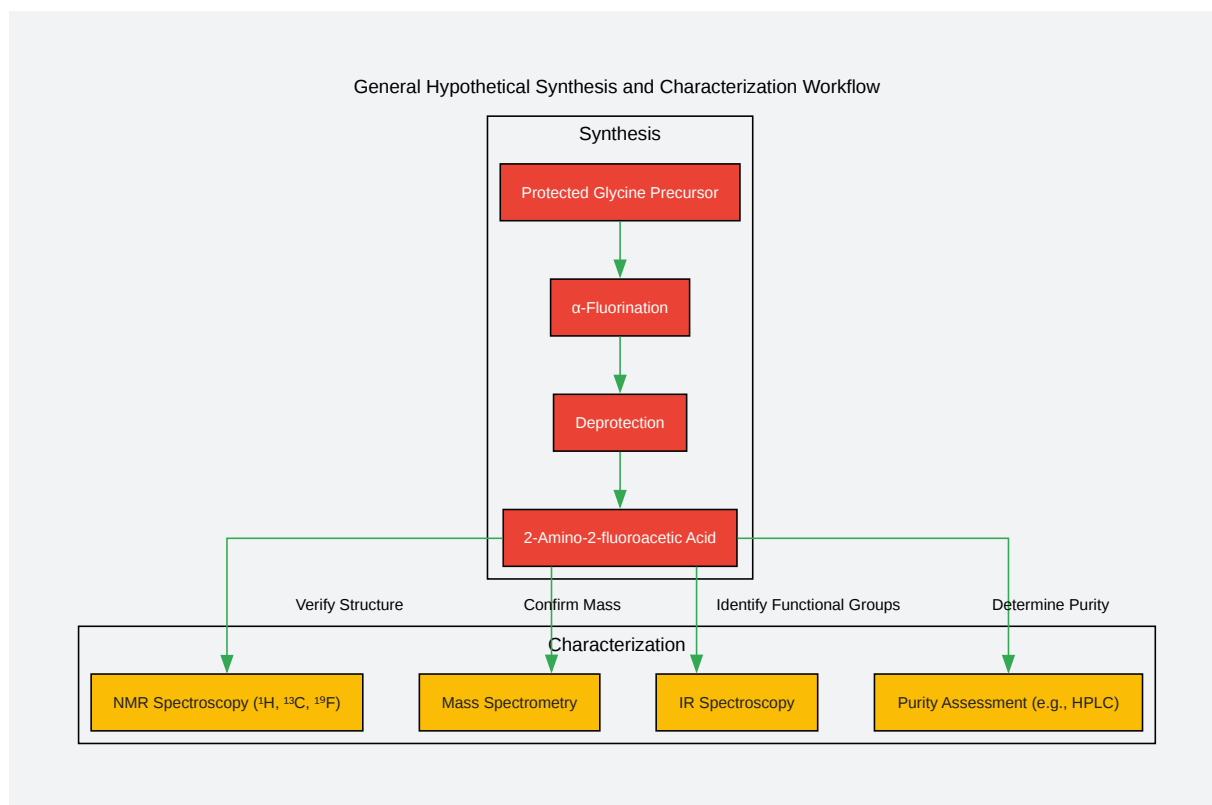 General Hypothetical Synthesis and Characterization Workflow
Synthesis
Protected Glycine Precursor
α-Fluorination
Deprotection
2-Amino-2-fluoroacetic Acid
Verify Structure
Confirm Mass
Identify Functional Groups
Determine Purity
Characterization
NMR Spectroscopy (¹H, ¹³C, ¹⁹F)
Mass Spectrometry
IR Spectroscopy
Purity Assessment (e.g., HPLC)